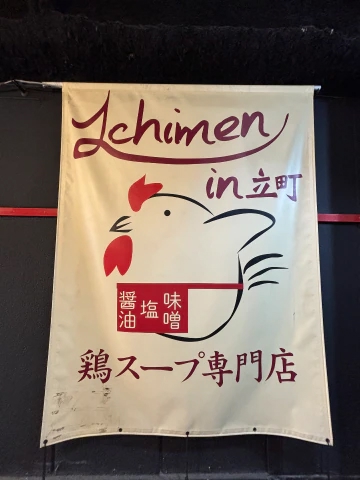 Ichimen
in 立町
味噌
塩
醤油
鶏スープ専門店